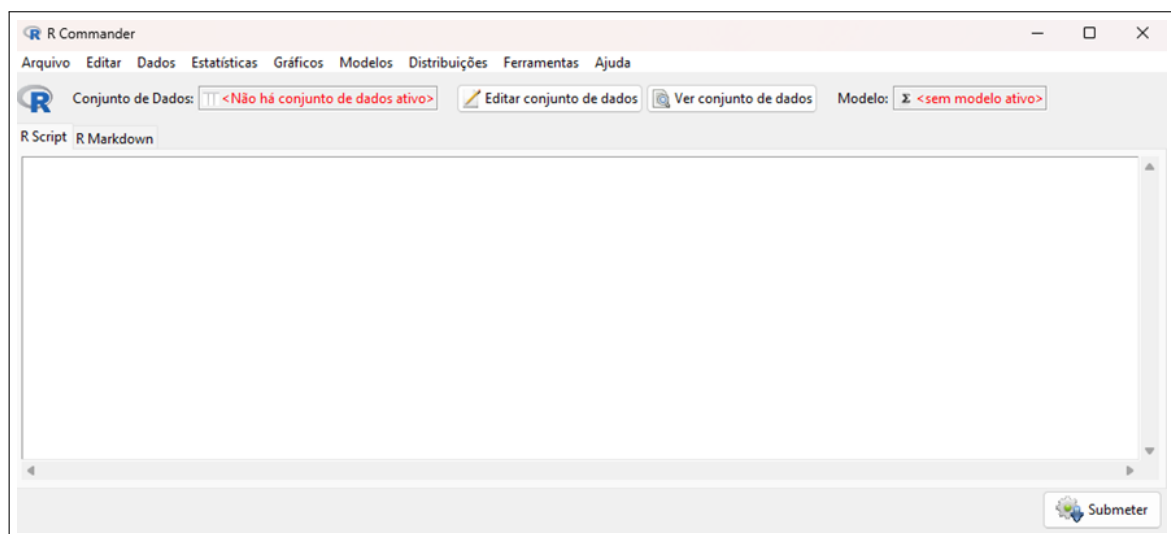 R Commander
Arquivo Editar Dados Estatísticas Gráficos Modelos Distribuições Ferramentas Ajuda
Conjunto de Dados: <Não há conjunto de dados ativo> Editar conjunto de dados Ver conjunto de dados Modelo: Σ <sem modelo ativo>
R Script R Markdown
Submeter